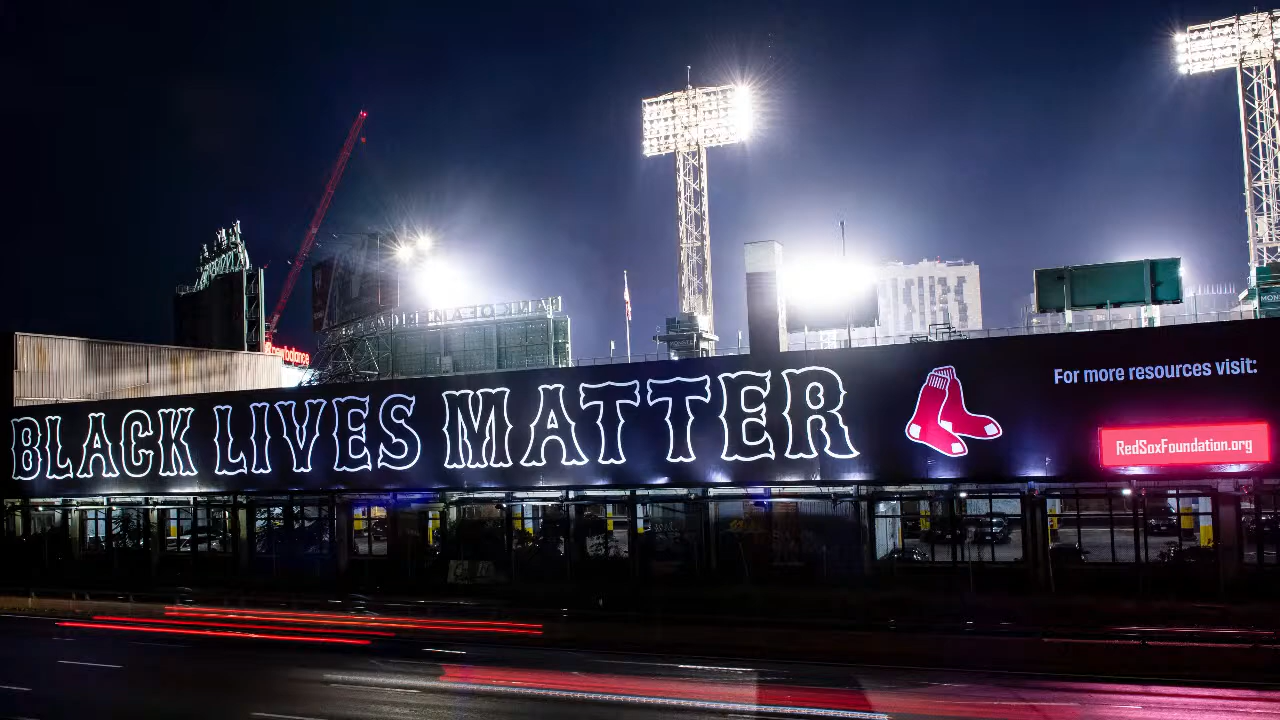 BLACK LIVES MATTER
For more resources visit:
RedSoxFoundation.org